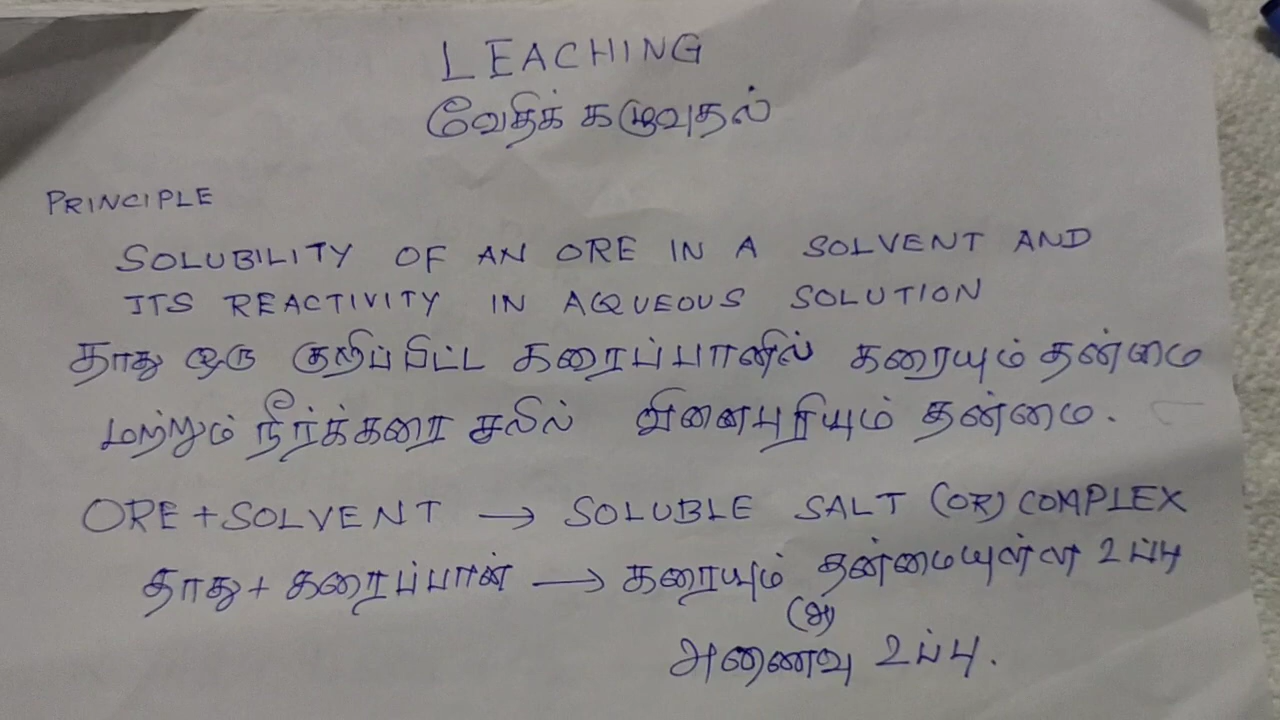 LEACHING
வேதிக் கழுவுதல்
PRINCIPLE
SOLUBILITY OF AN ORE IN A SOLVENT AND
ITS REACTIVITY IN AQUEOUS SOLUTION
தாது ஒரு குறிப்பிட்ட கரைப்பானில் கரையும் தன்மை
மற்றும் நீர்க்கரைசலில் வினைபுரியும் தன்மை.
ORE + SOLVENT → SOLUBLE SALT (OR) COMPLEX
தாது + கரைப்பான் → கரையும் தன்மையுள்ள உப்பு
(அ)
அணைவு உப்பு.